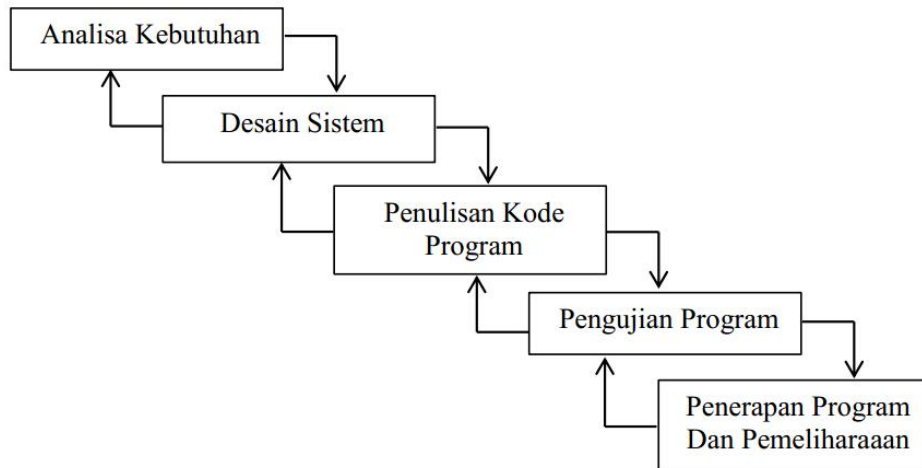 Analisa Kebutuhan
Desain Sistem
Penulisan Kode
Program
Pengujian Program
Penerapan Program
Dan Pemeliharaaan